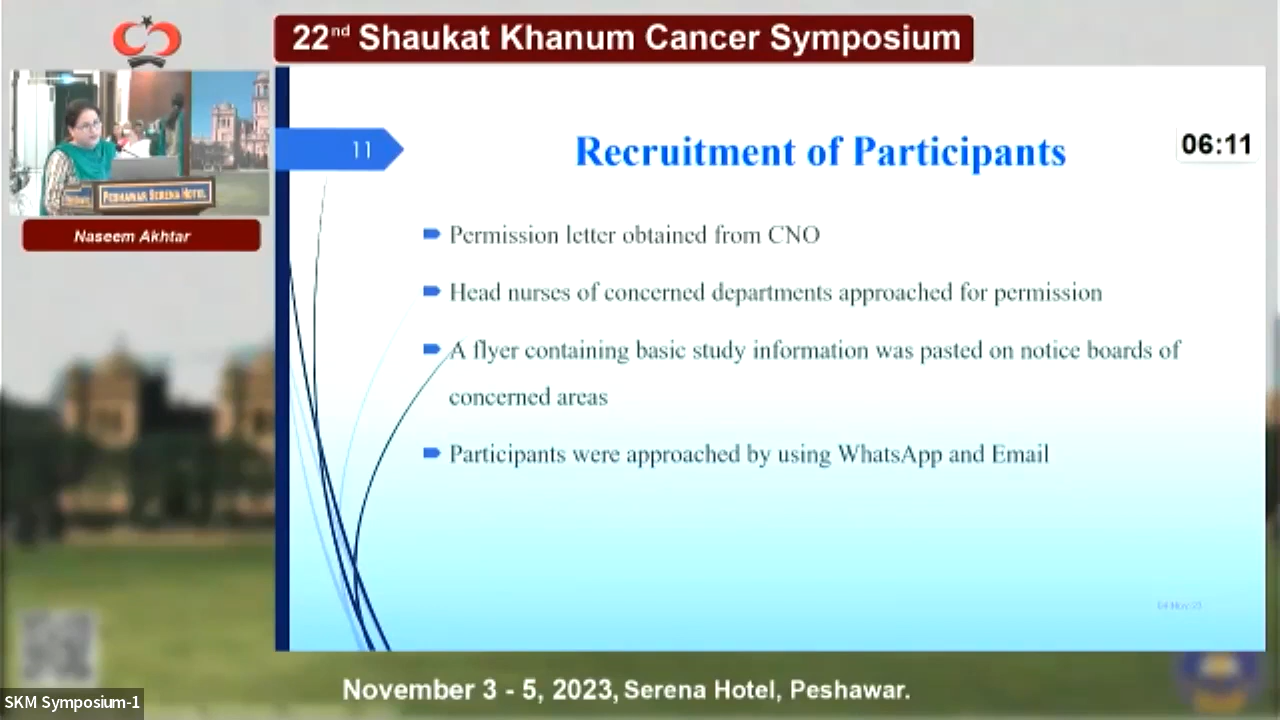 22nd Shaukat Khanum Cancer Symposium
11
Recruitment of Participants
06:11
PESHAWAR SERENA HOTEL
Naseem Akhtar
Permission letter obtained from CNO
Head nurses of concerned departments approached for permission
A flyer containing basic study information was pasted on notice boards of
concerned areas
Participants were approached by using WhatsApp and Email
November 3 - 5, 2023, Serena Hotel, Peshawar.
SKM Symposium-1